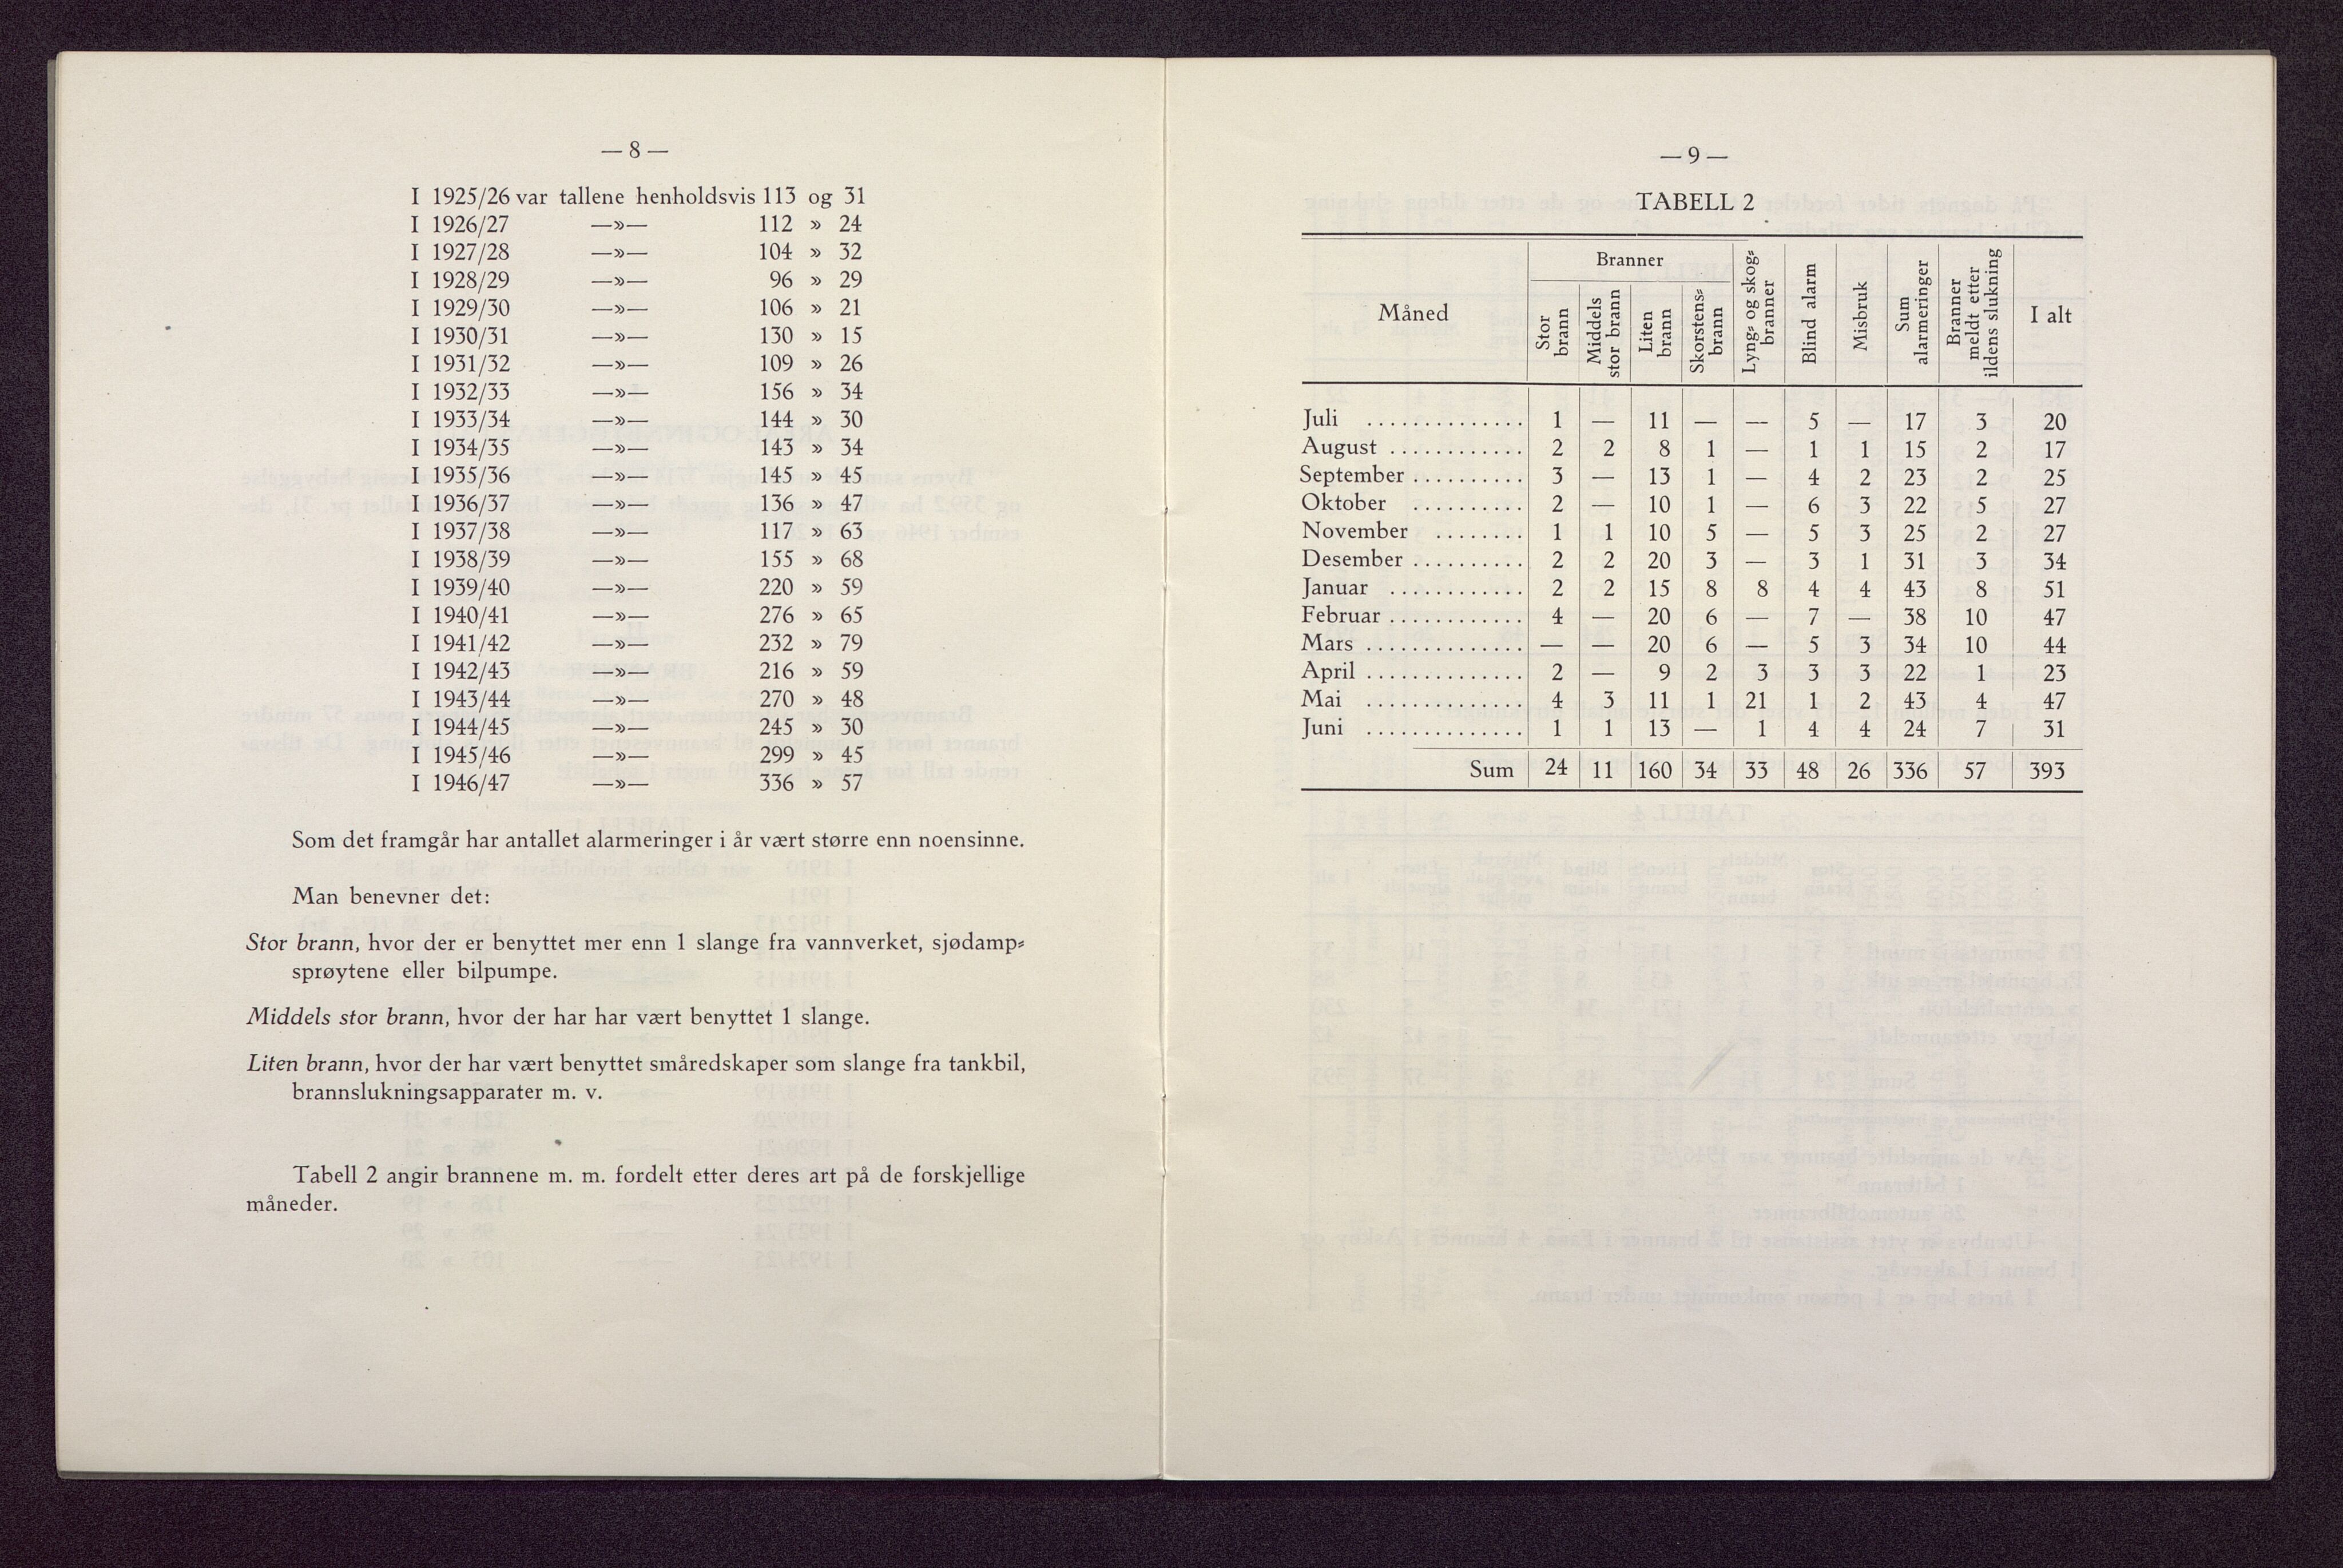 — 8 —
I 1925/26 var tallene henholdsvis 113 og 31
I 1926/27 —»— 112 » 24
I 1927/28 —»— 104 » 32
I 1928/29 —»— 96 » 29
I 1929/30 —»— 106 » 21
I 1930/31 —»— 130 » 15
I 1931/32 —»— 109 » 26
I 1932/33 —»— 156 » 34
I 1933/34 —»— 144 » 30
I 1934/35 —»— 143 » 34
I 1935/36 —»— 145 » 45
I 1936/37 —»— 136 » 47
I 1937/38 —»— 117 » 63
I 1938/39 —»— 155 » 68
I 1939/40 —»— 220 » 59
I 1940/41 —»— 276 » 65
I 1941/42 —»— 232 » 79
I 1942/43 —»— 216 » 59
I 1943/44 —»— 270 » 48
I 1944/45 —»— 245 » 30
I 1945/46 —»— 299 » 45
I 1946/47 —»— 336 » 57
Som det framgår har antallet alarmeringer i år vært større enn noensinne.
Man benevner det:
Stor brann, hvor der er benyttet mer enn 1 slange fra vannverket, sjødamp-
sprøytene eller bilpumpe.
Middels stor brann, hvor der har har vært benyttet 1 slange.
Liten brann, hvor der har vært benyttet småredskaper som slange fra tankbil,
brannslukningsapparater m. v.
Tabell 2 angir brannene m. m. fordelt etter deres art på de forskjellige
måneder.
— 9 —
TABELL 2
Måned
Branner
Stor
brann
Middels
stor brann
Liten
brann
Skorstens-
brann
Lyng- og skog-
branner
Blind alarm
Misbruk
Sum
alarmeringer
Branner
meldt etter
ildens slukning
I alt
Juli .............. 1 — 11 — — 5 — 17 3 20
August ............ 2 2 8 1 — 1 1 15 2 17
September .......... 3 — 13 1 — 4 2 23 2 25
Oktober .......... 2 — 10 1 — 6 3 22 5 27
November ........ 1 1 10 5 — 5 3 25 2 27
Desember .......... 2 2 20 3 — 3 1 31 3 34
Januar ............ 2 2 15 8 8 4 4 43 8 51
Februar ............ 4 — 20 6 — 7 — 38 10 47
Mars .............. — — 20 6 — 5 3 34 10 44
April .............. 2 — 9 2 3 3 3 22 1 23
Mai .............. 4 3 11 1 21 1 2 43 4 47
Juni .............. 1 1 13 — 1 4 4 24 7 31
Sum 24 11 160 34 33 48 26 336 57 393